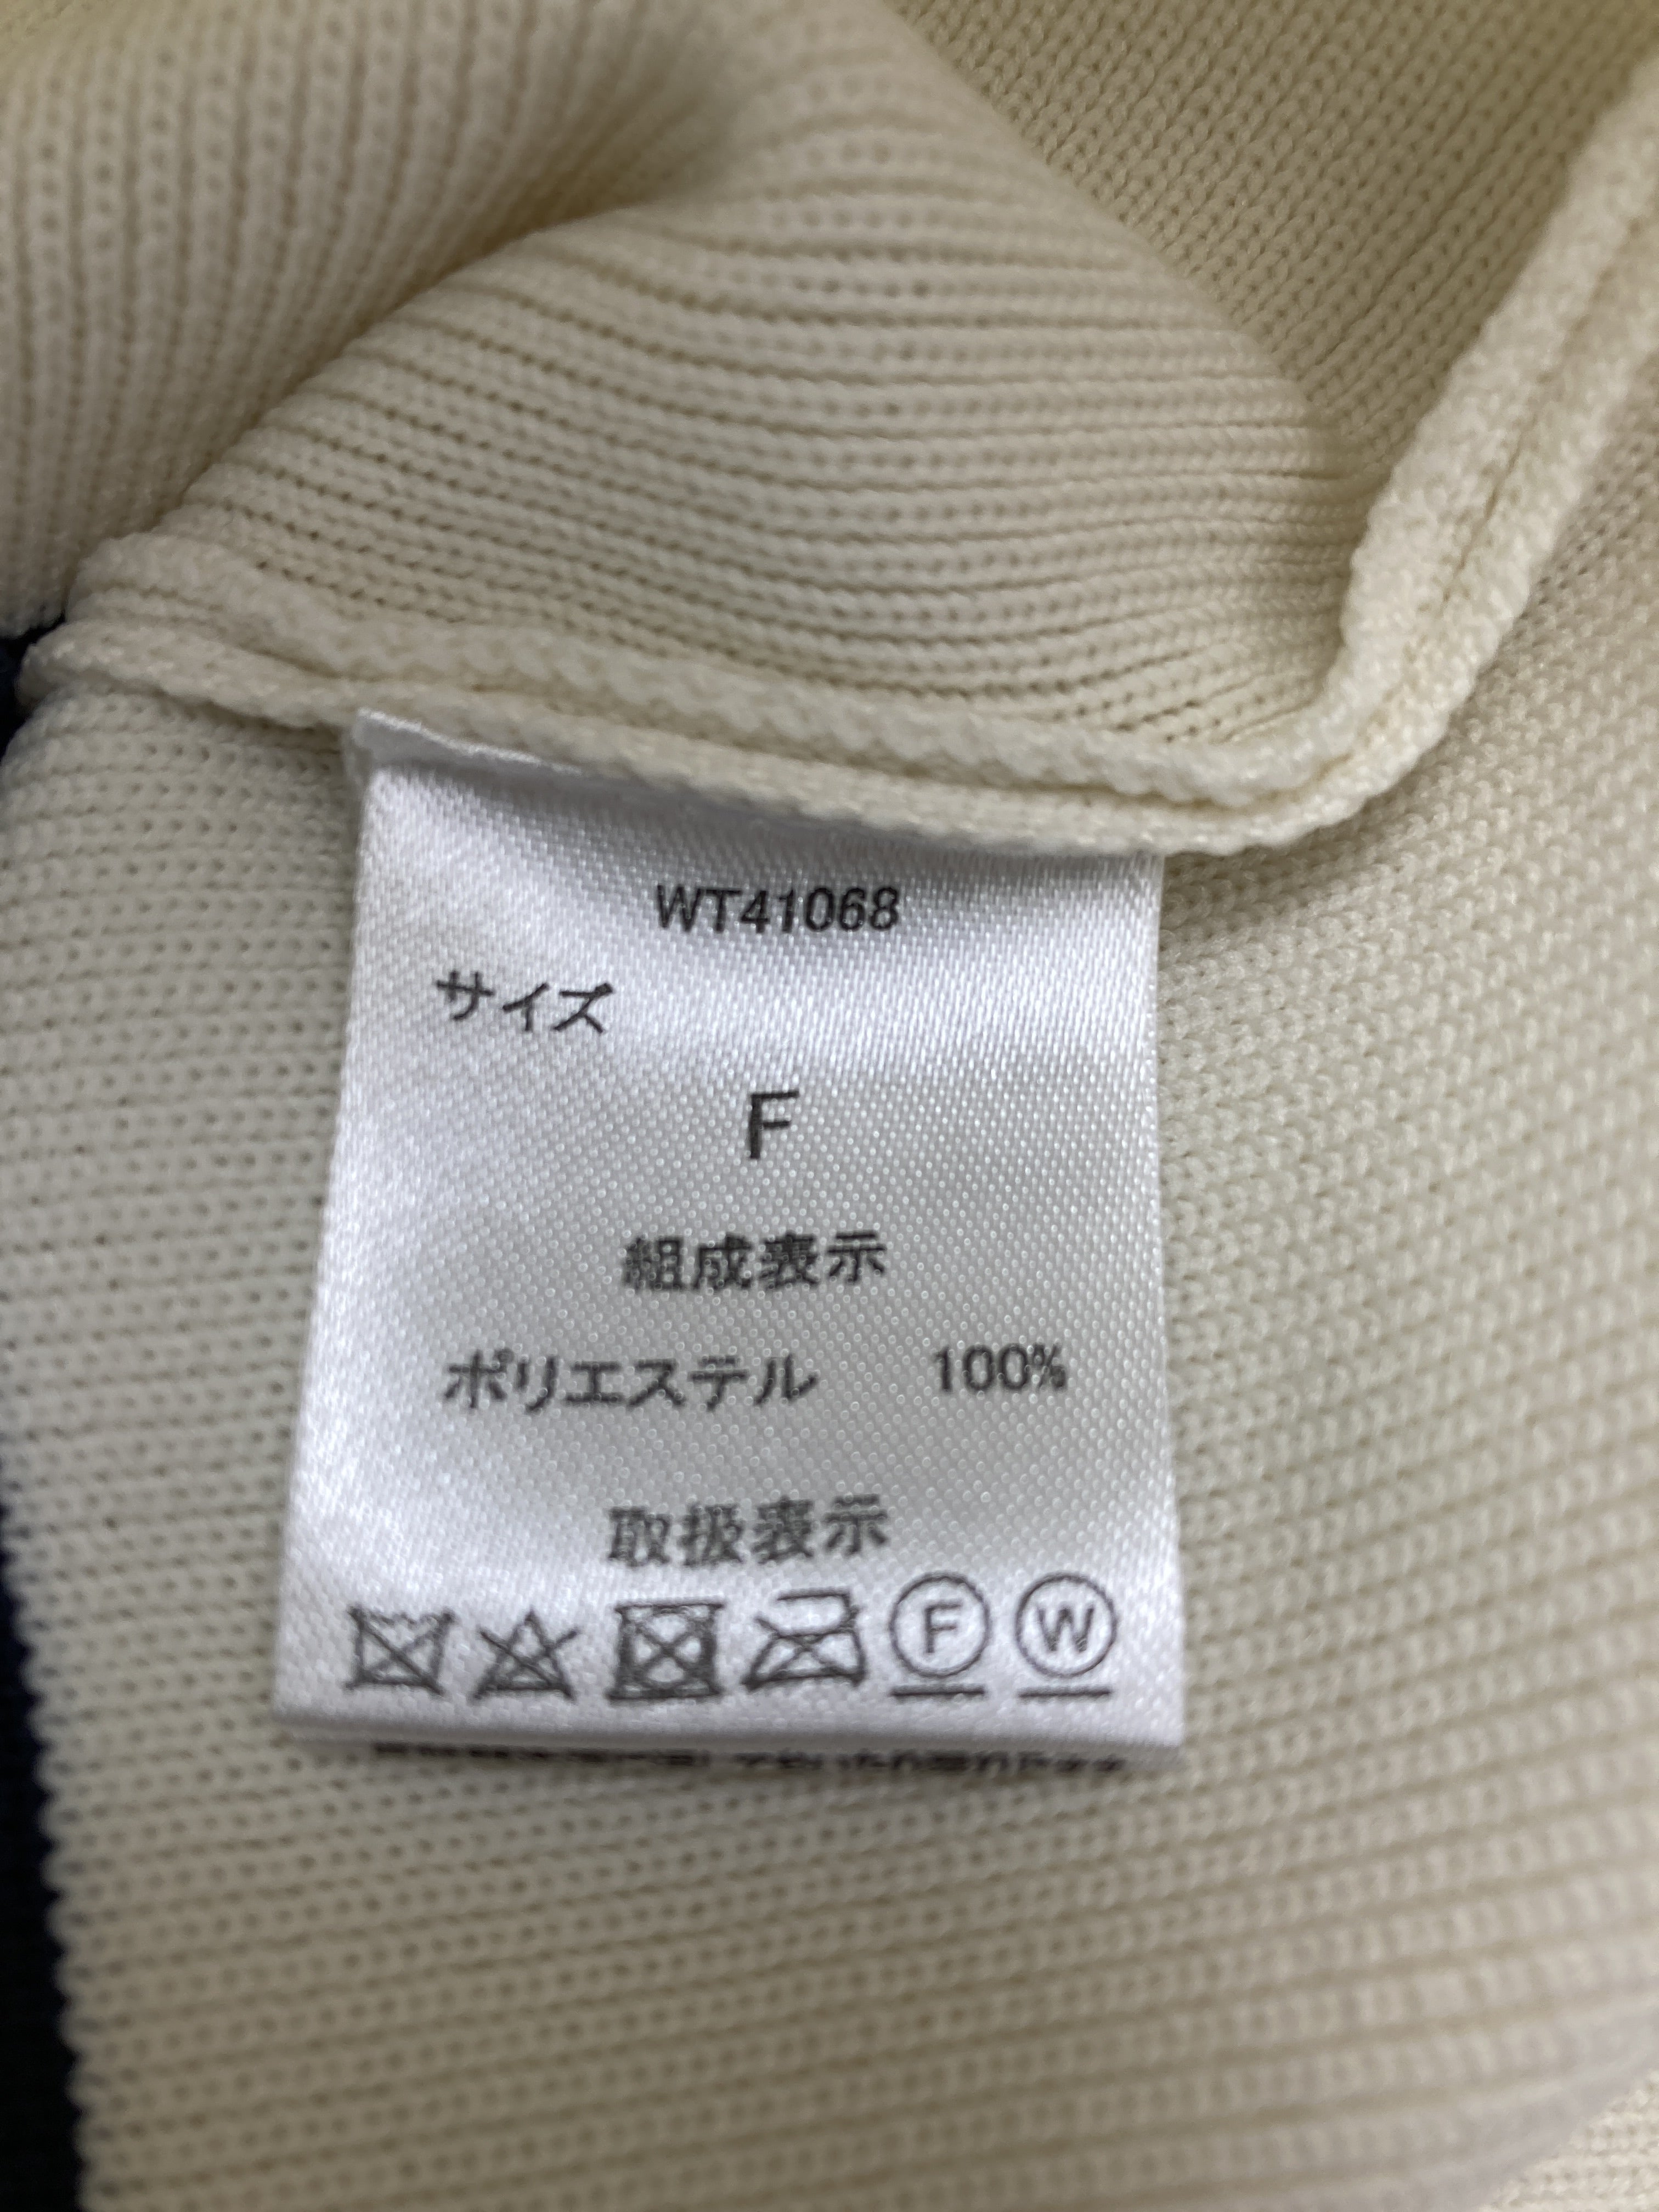 WT41068
サイズ
F
組成表示
ポリエステル 100%
取扱表示
F W